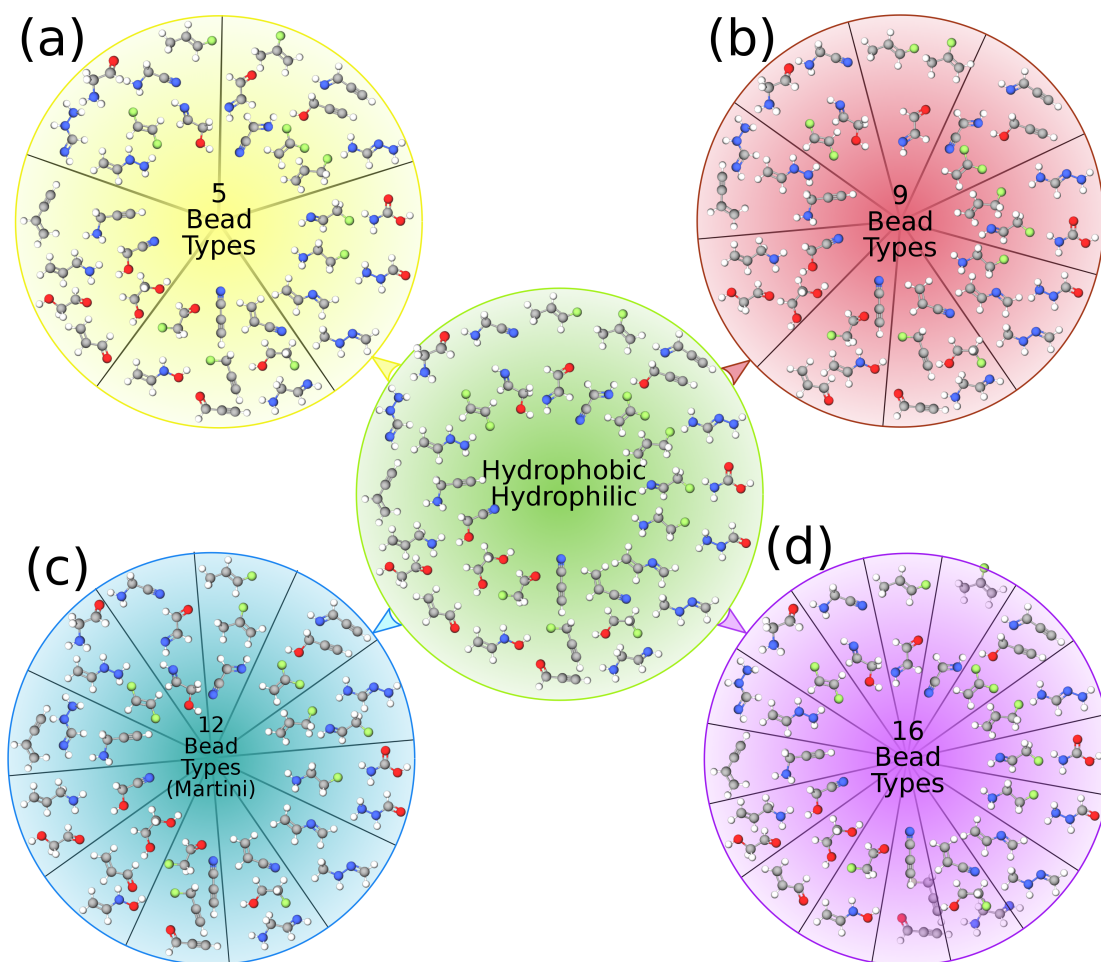 (a)
5
Bead
Types
(b)
9
Bead
Types
Hydrophobic
Hydrophilic
(c)
12
Bead
Types
(Martini)
(d)
16
Bead
Types